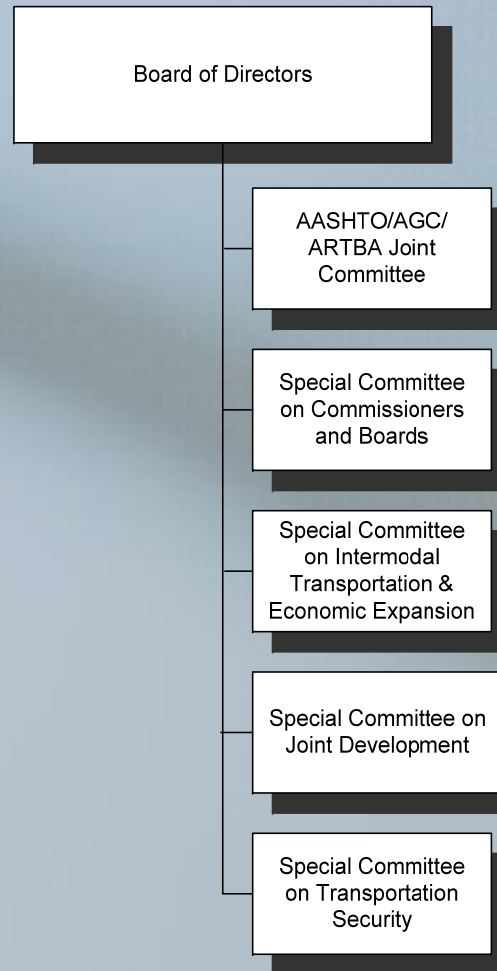 Board of Directors
AASHTO/AGC/
ARTBA Joint
Committee
Special Committee
on Commissioners
and Boards
Special Committee
on Intermodal
Transportation &
Economic Expansion
Special Committee on
Joint Development
Special Committee
on Transportation
Security